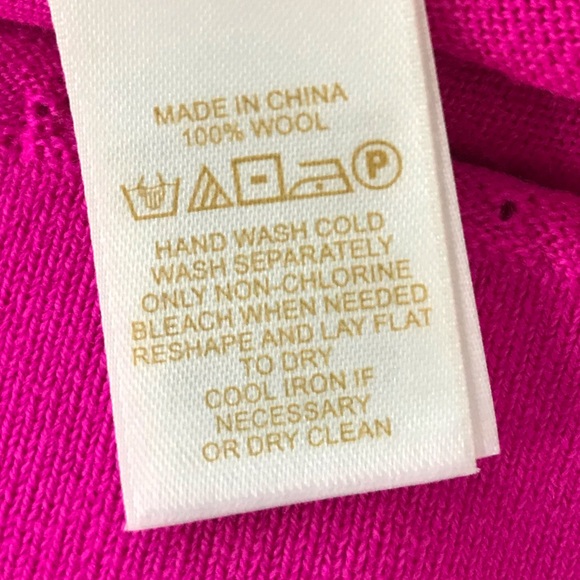 MADE IN CHINA
100% WOOL
P
HAND WASH COLD
WASH SEPARATELY
ONLY NON-CHLORINE
BLEACH WHEN NEEDED
RESHAPE AND LAY FLAT
TO DRY
COOL IRON IF
NECESSARY
OR DRY CLEAN